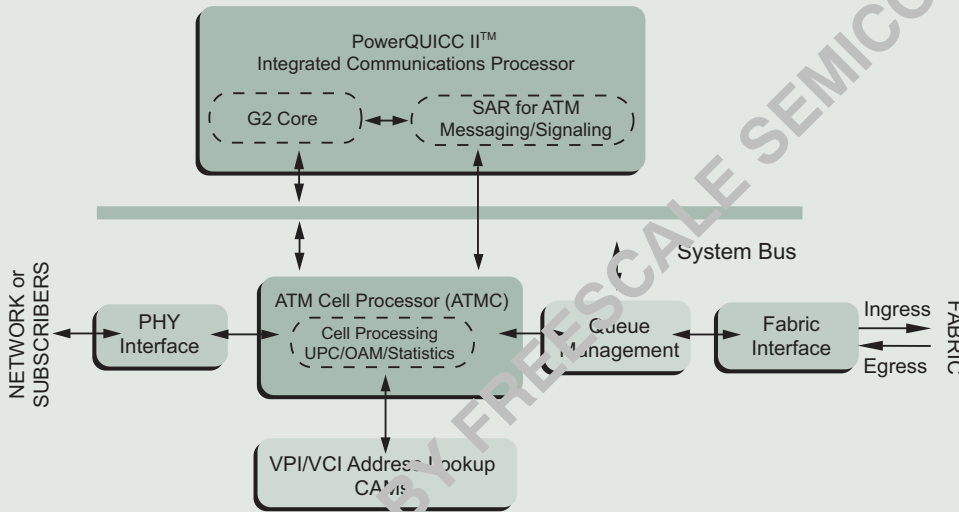 PowerQUICC II™
Integrated Communications Processor
G2 Core
SAR for ATM
Messaging/Signaling
System Bus
NETWORK or
SUBSCRIBERS
PHY
Interface
ATM Cell Processor (ATMC)
Cell Processing
UPC/OAM/Statistics
Queue
Management
Fabric
Interface
Ingress
Egress
FABRIC
VPI/VCI Address Lookup
CAMs
BY FREESCALE